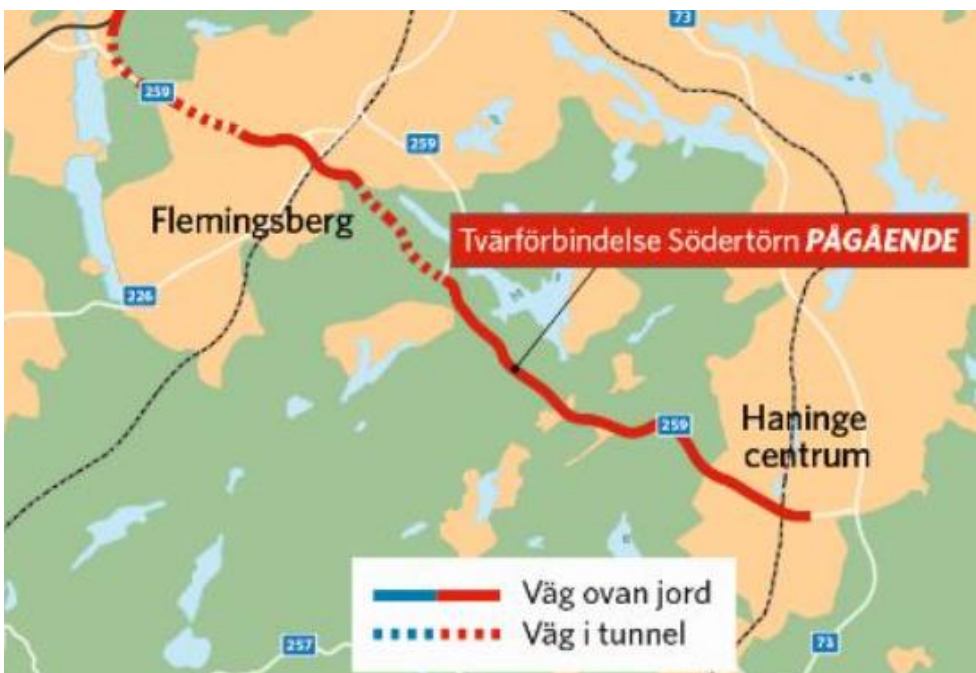 73
259
259
Flemingsberg
Tvärförbindelse Södertörn PÅGÅENDE
226
259
Haninge
centrum
Väg ovan jord
Väg i tunnel
257
73